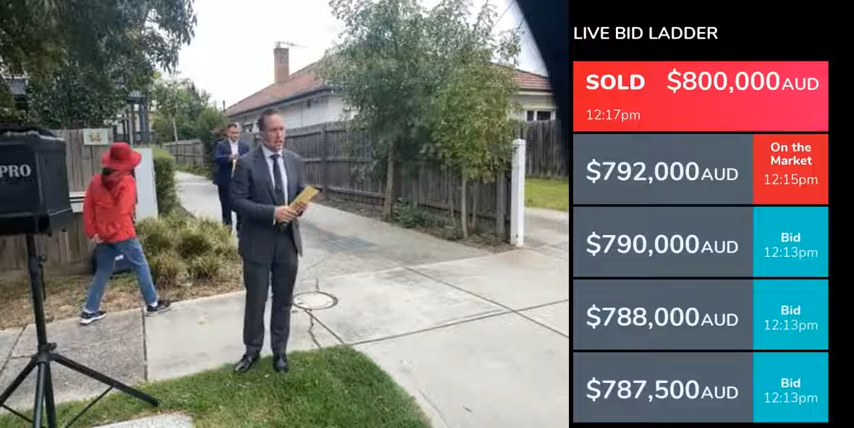 LIVE BID LADDER
SOLD $800,000AUD
12:17pm
$792,000AUD
On the
Market
12:15pm
$790,000AUD
Bid
12:13pm
$788,000AUD
Bid
12:13pm
$787,500AUD
Bid
12:13pm
PRO